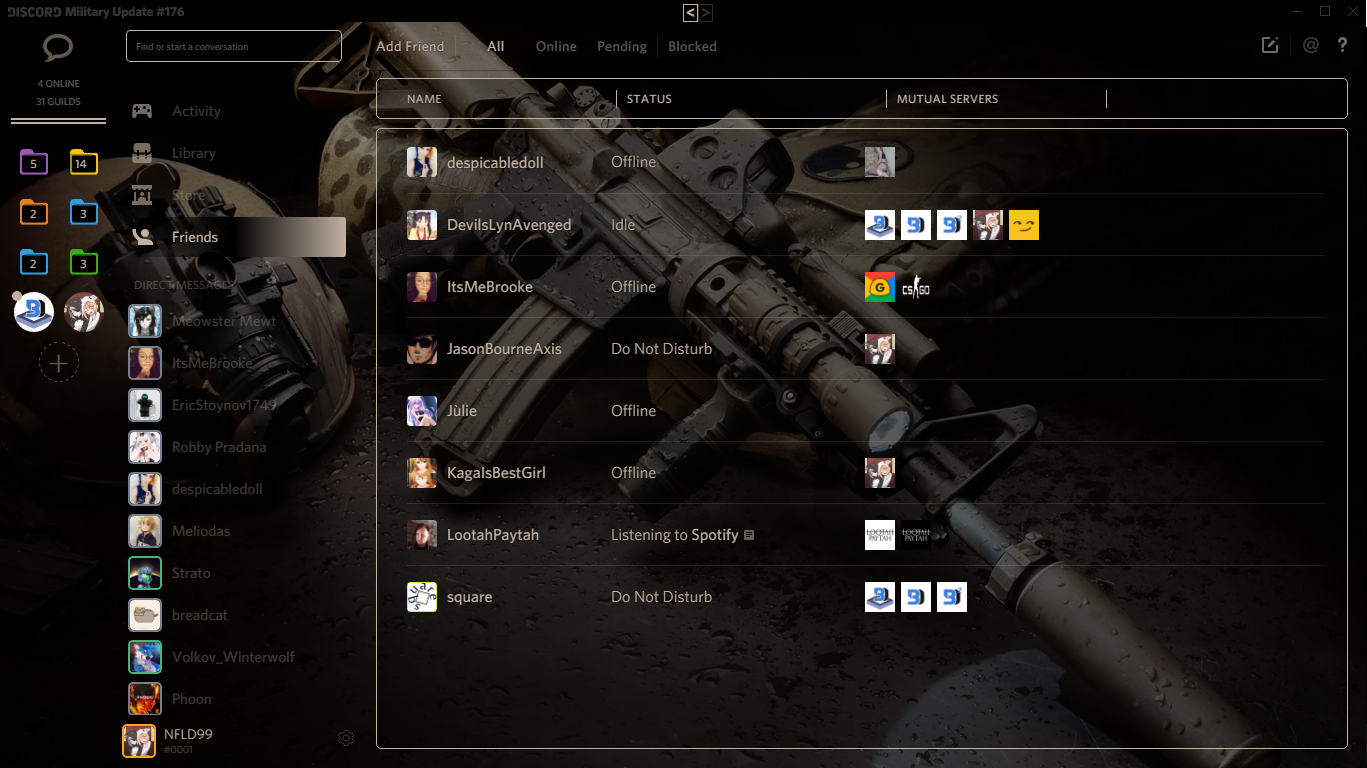 DISCORD Military Update #176
< >
Find or start a conversation
Add Friend All Online Pending Blocked
@ ?
4 ONLINE
31 GUILDS
NAME STATUS MUTUAL SERVERS
Activity
Library
Store
Friends
5 14
2 3
2 3
DIRECT MESSAGES
Meowster Mewt
ItsMeBrooke
EricStoynov1749
Robby Pradana
despicabledoll
Meliodas
Strato
breadcat
Volkov_Winterwolf
Phoon
NFLD99
#0001
despicabledoll Offline
DevilsLynAvenged Idle
ItsMeBrooke Offline G CS GO
JasonBourneAxis Do Not Disturb
Jùlie Offline
KagaIsBestGirl Offline
LootahPaytah Listening to Spotify LOOTAH PAYTAH LOOTAH PAYTAH
square Do Not Disturb